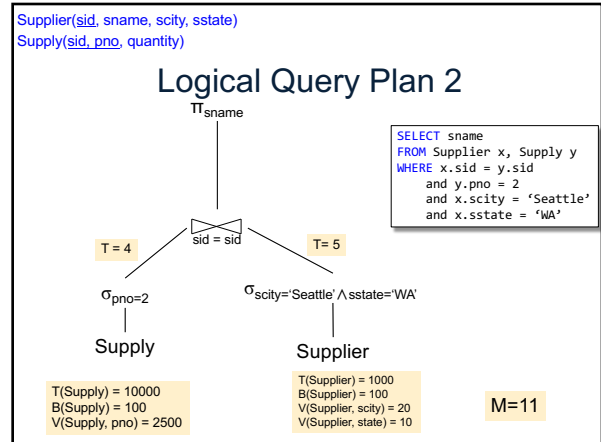 Supplier(sid, sname, scity, sstate)
Supply(sid, pno, quantity)
Logical Query Plan 2
πsname
SELECT sname
FROM Supplier x, Supply y
WHERE x.sid = y.sid
and y.pno = 2
and x.scity = ‘Seattle’
and x.sstate = ‘WA’
sid = sid
T = 4
T= 5
σpno=2
σscity=‘Seattle’ ∧ sstate=‘WA’
Supply
Supplier
T(Supply) = 10000
B(Supply) = 100
V(Supply, pno) = 2500
T(Supplier) = 1000
B(Supplier) = 100
V(Supplier, scity) = 20
V(Supplier, state) = 10
M=11